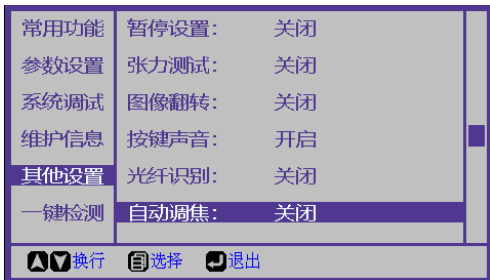 常用功能 暂停设置: 关闭
参数设置 张力测试: 关闭
系统调试 图像翻转: 关闭
维护信息 按键声音: 开启
其他设置 光纤识别: 关闭
一键检测 自动调焦: 关闭
换行 选择 退出